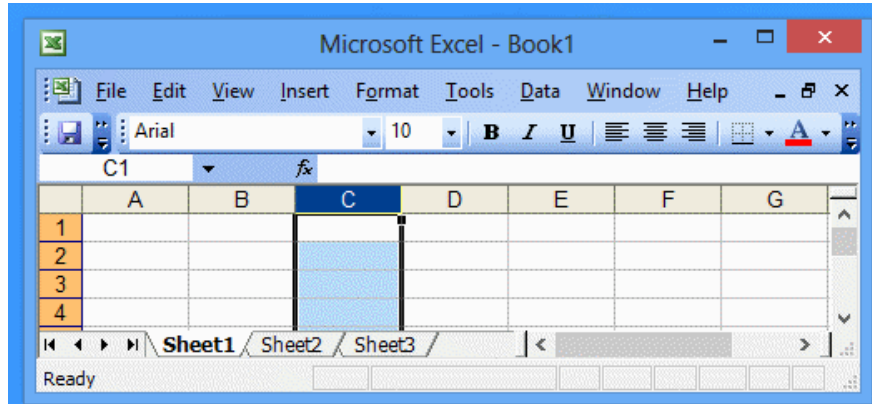 Microsoft Excel - Book1
File Edit View Insert Format Tools Data Window Help
Arial 10 B I U A
C1 fx
A B C D E F G
1
2
3
4
Sheet1 Sheet2 Sheet3
Ready